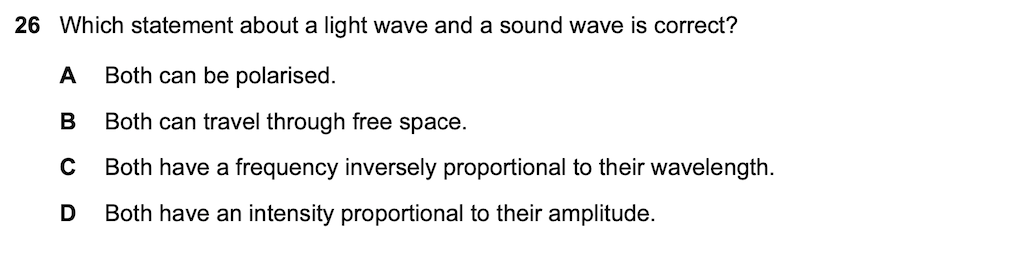 26 Which statement about a light wave and a sound wave is correct?
A Both can be polarised.
B Both can travel through free space.
C Both have a frequency inversely proportional to their wavelength.
D Both have an intensity proportional to their amplitude.